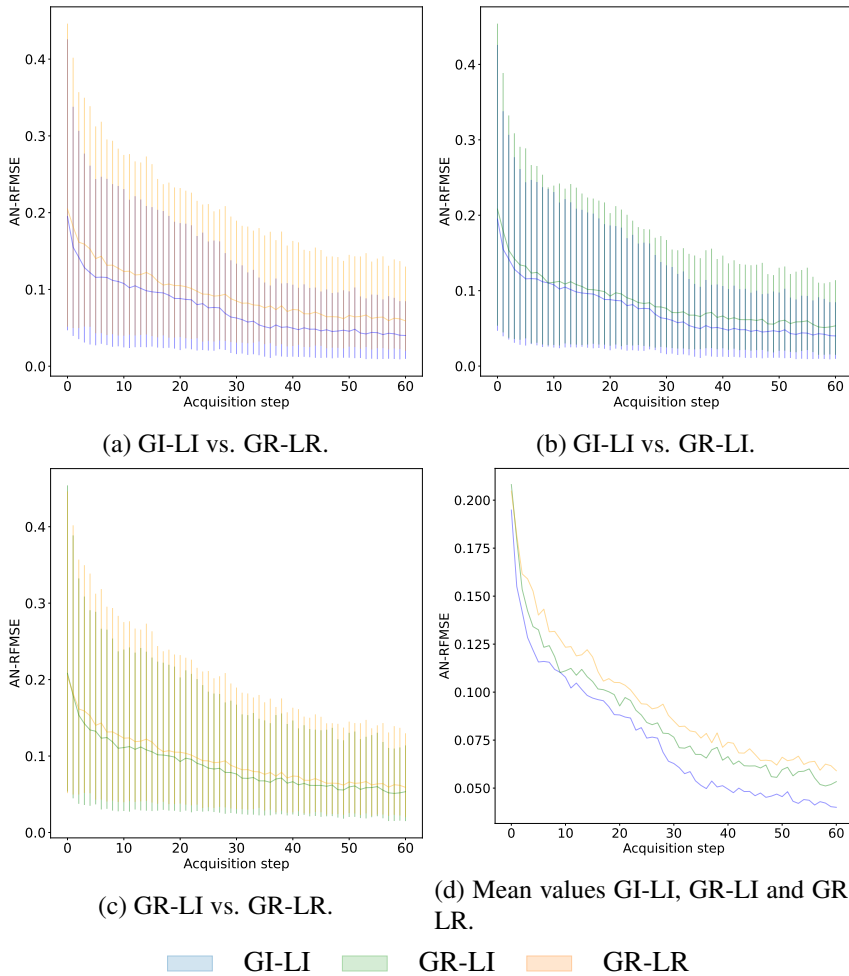 0.4
0.3
0.2
0.1
0.0
AN-RFMSE
0 10 20 30 40 50 60
Acquisition step
(a) GI-LI vs. GR-LR.
0.4
0.3
0.2
0.1
0.0
AN-RFMSE
0 10 20 30 40 50 60
Acquisition step
(b) GI-LI vs. GR-LI.
0.4
0.3
0.2
0.1
0.0
AN-RFMSE
0 10 20 30 40 50 60
Acquisition step
(c) GR-LI vs. GR-LR.
0.200
0.175
0.150
0.125
0.100
0.075
0.050
AN-RFMSE
0 10 20 30 40 50 60
Acquisition step
(d) Mean values GI-LI, GR-LI and GR
LR.
GI-LI GR-LI GR-LR